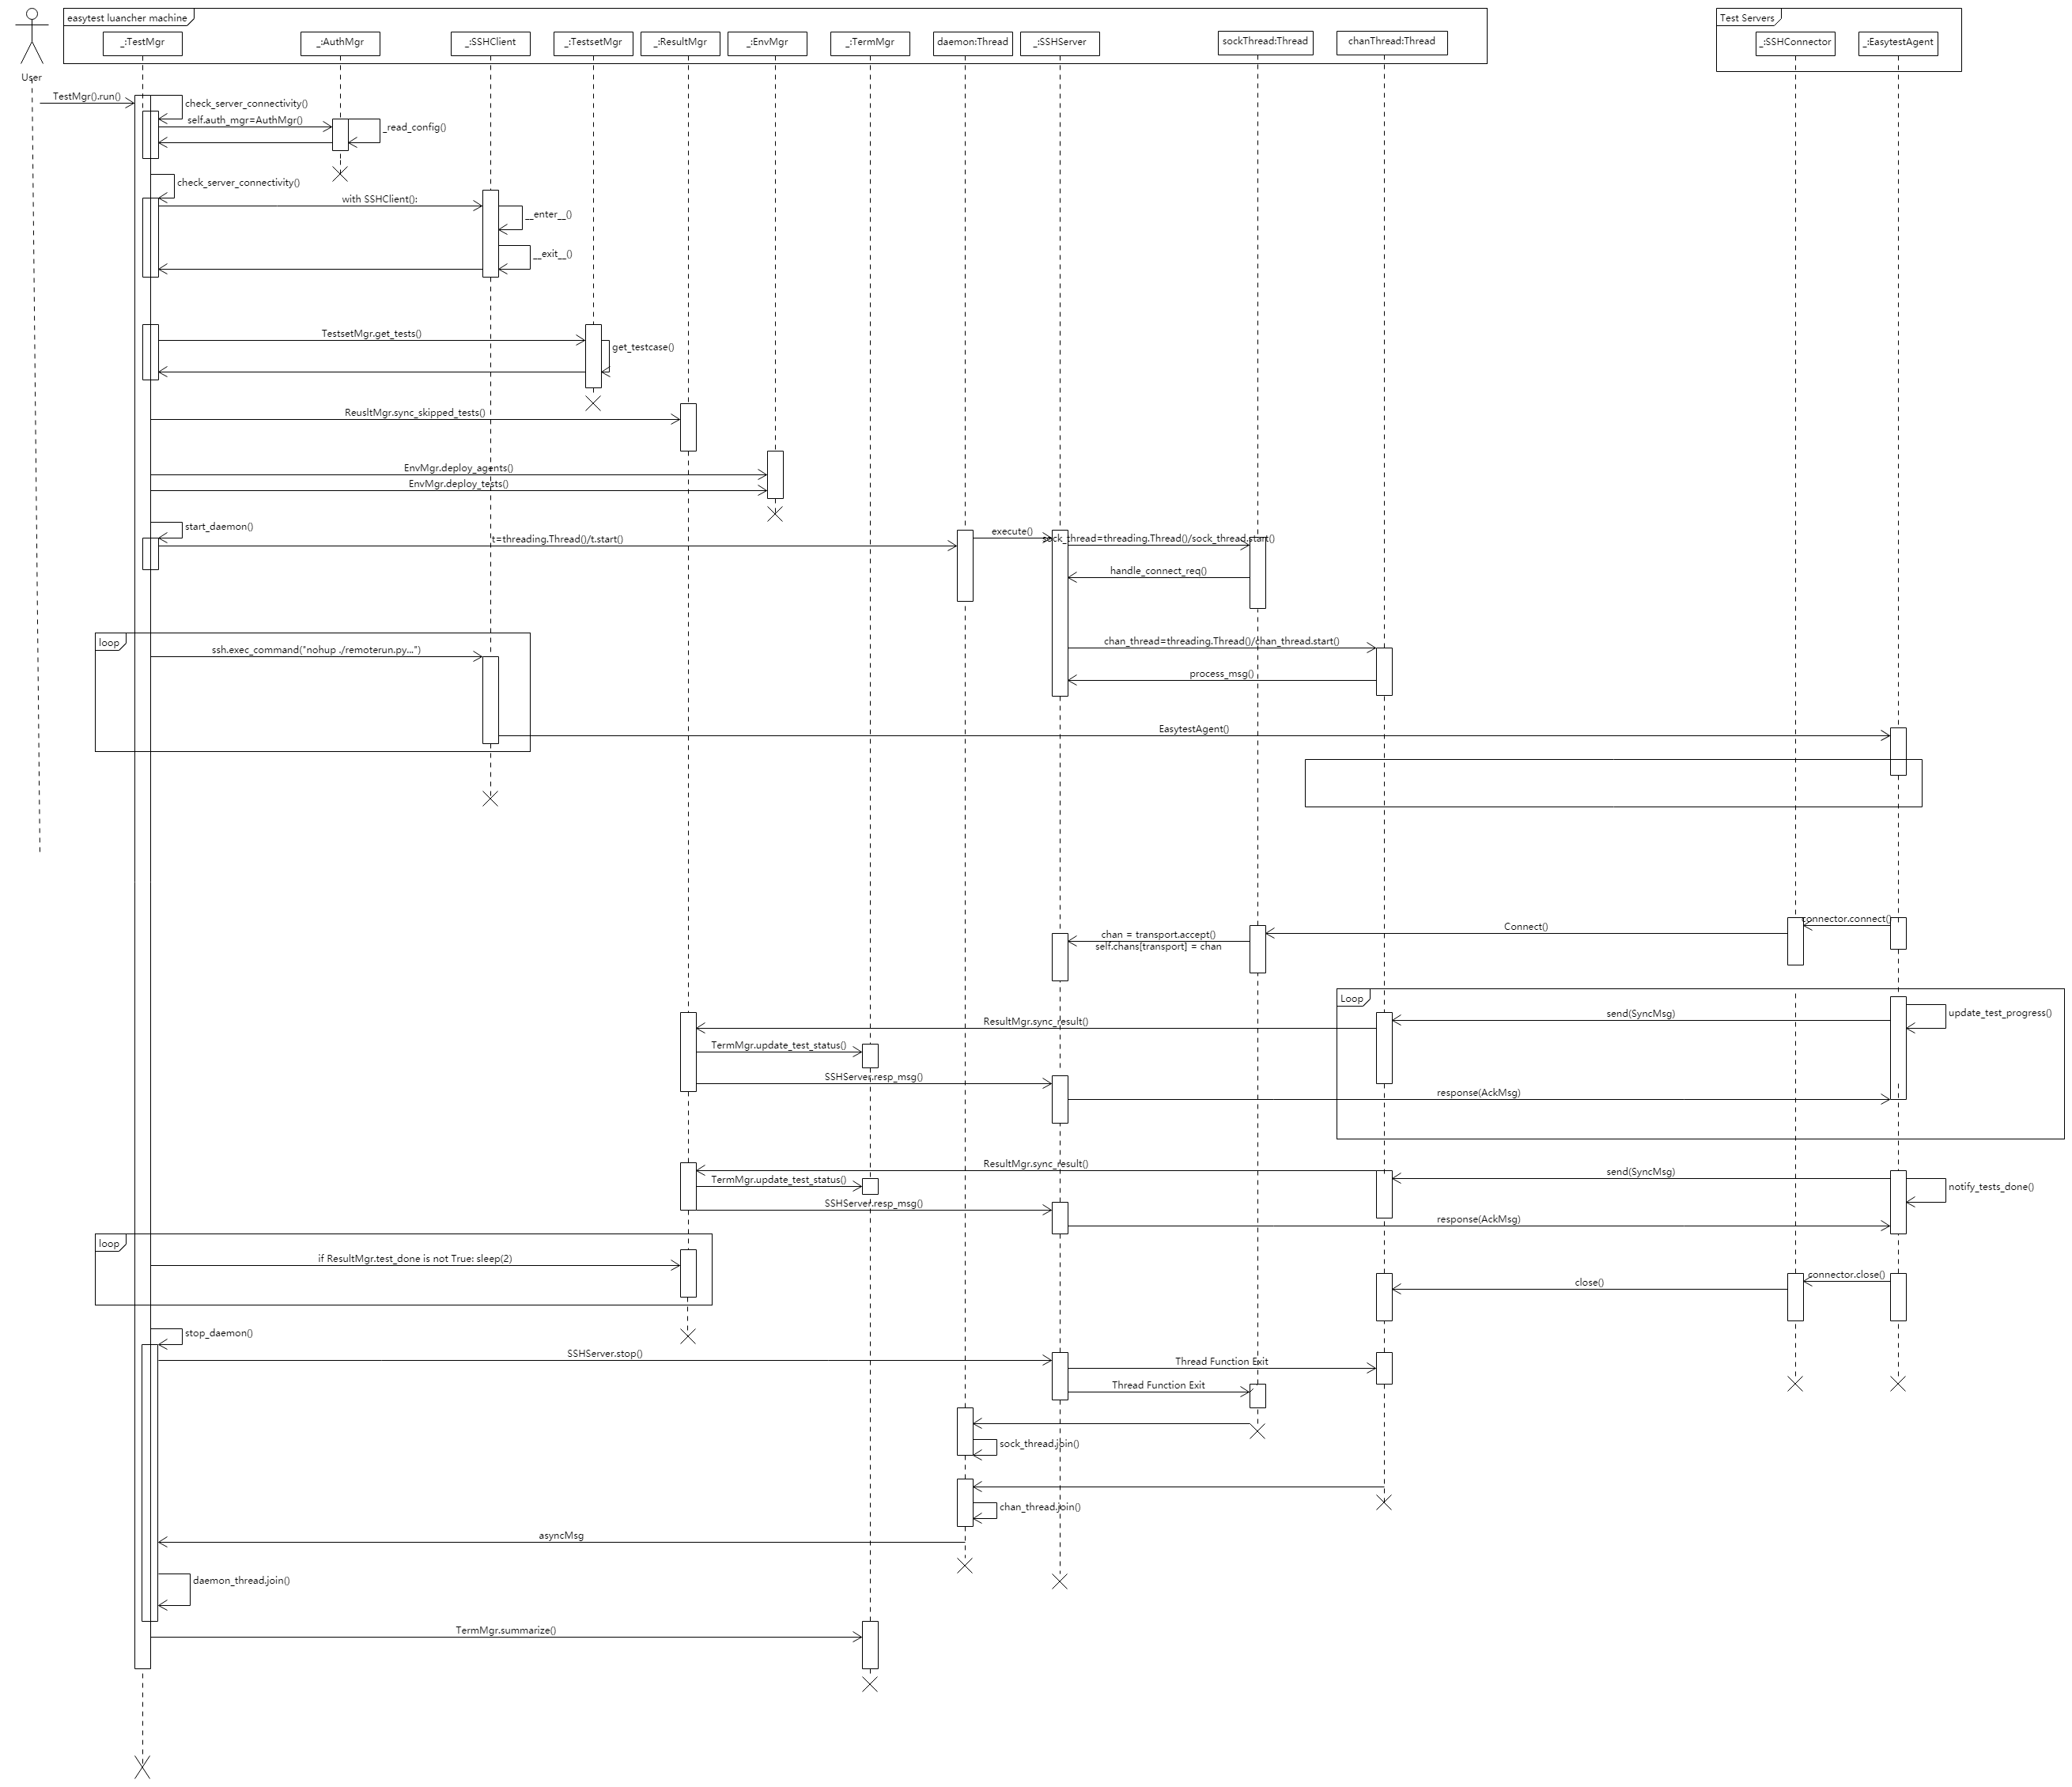 easytest luancher machine
Test Servers
_:TestMgr
_:AuthMgr
_:SSHClient
_:TestsetMgr
_:ResultMgr
_:EnvMgr
_:TermMgr
daemon:Thread
_:SSHServer
sockThread:Thread
chanThread:Thread
_:SSHConnector
_:EasytestAgent
User
TestMgr().run()
check_server_connectivity()
self.auth_mgr=AuthMgr()
_read_config()
check_server_connectivity()
with SSHClient():
__enter__()
__exit__()
TestsetMgr.get_tests()
get_testcase()
ReusltMgr.sync_skipped_tests()
EnvMgr.deploy_agents()
EnvMgr.deploy_tests()
start_daemon()
t=threading.Thread()/t.start()
execute()
sock_thread=threading.Thread()/sock_thread.start()
handle_connect_req()
loop
ssh.exec_command("nohup ./remoterun.py...")
chan_thread=threading.Thread()/chan_thread.start()
process_msg()
EasytestAgent()
connector.connect()
Connect()
chan = transport.accept()
self.chans[transport] = chan
Loop
update_test_progress()
send(SyncMsg)
ResultMgr.sync_result()
TermMgr.update_test_status()
SSHServer.resp_msg()
response(AckMsg)
ResultMgr.sync_result()
send(SyncMsg)
TermMgr.update_test_status()
notify_tests_done()
SSHServer.resp_msg()
response(AckMsg)
loop
if ResultMgr.test_done is not True: sleep(2)
connector.close()
close()
stop_daemon()
SSHServer.stop()
Thread Function Exit
Thread Function Exit
sock_thread.join()
chan_thread.join()
asyncMsg
daemon_thread.join()
TermMgr.summarize()